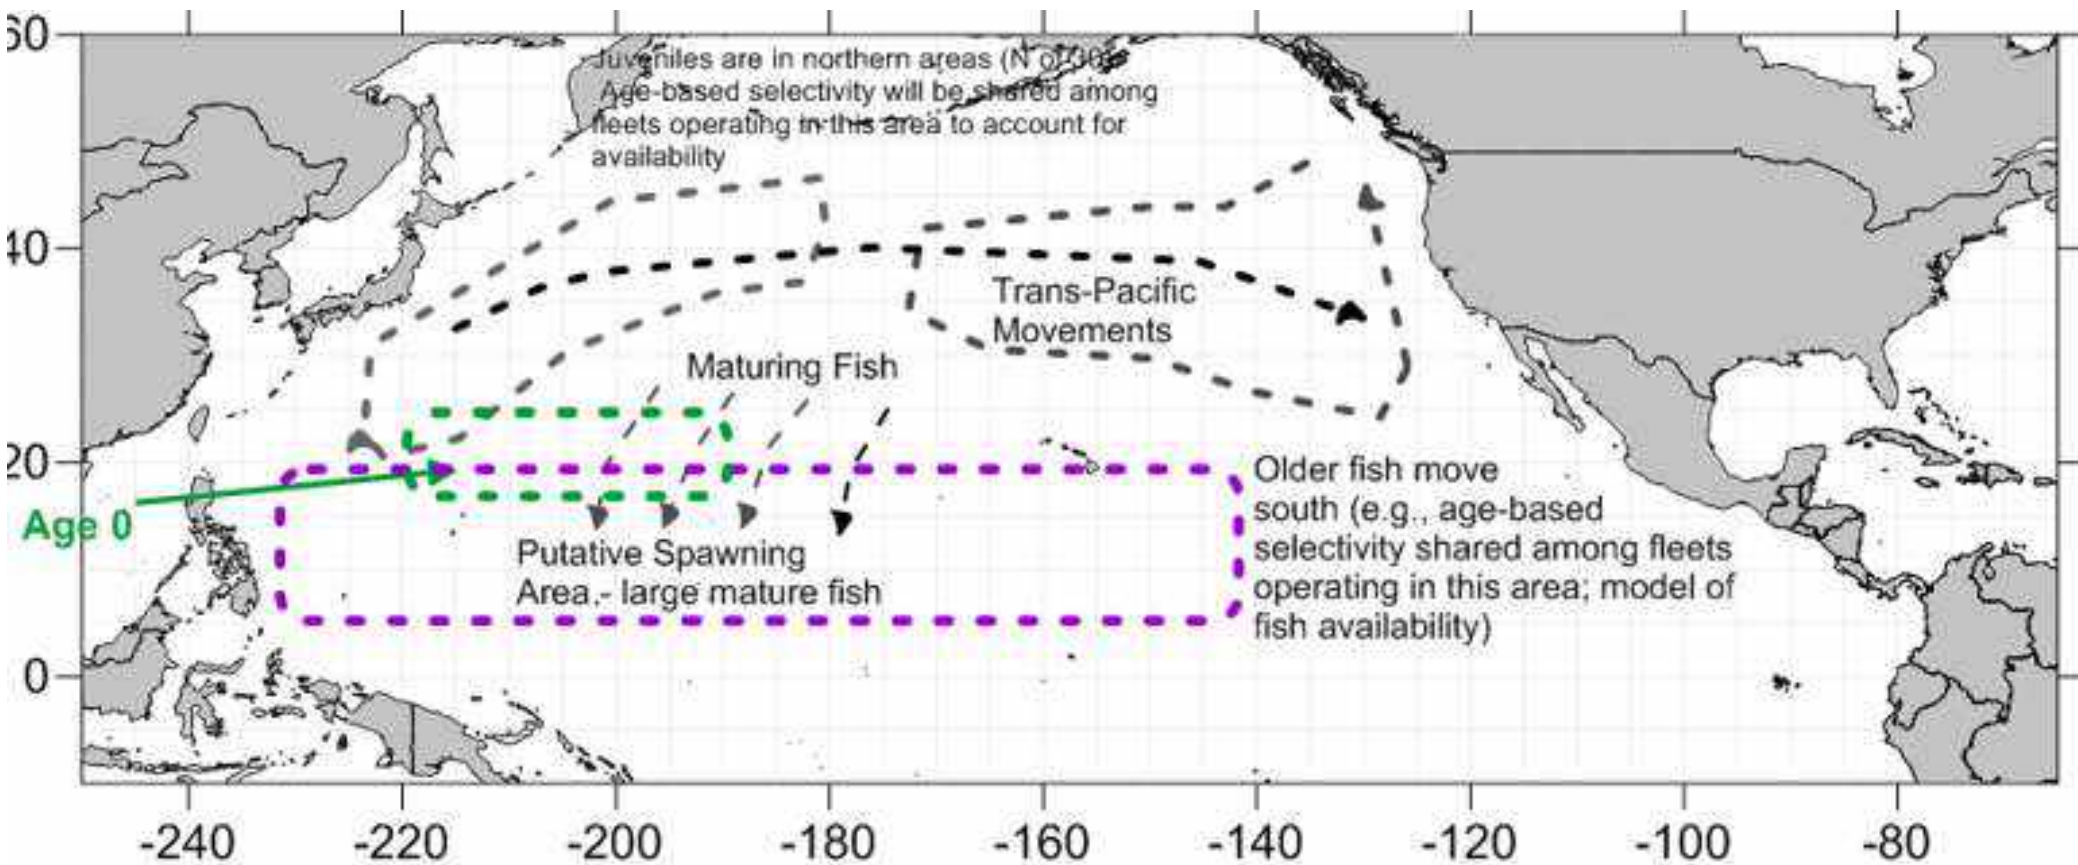 60
Juveniles are in northern areas (N of 30)
Age-based selectivity will be shared among
fleets operating in this area to account for
availability
40
Trans-Pacific
Movements
Maturing Fish
20
Age 0
Older fish move
south (e.g., age-based
selectivity shared among fleets
operating in this area; model of
fish availability)
Putative Spawning
Area.- large mature fish
0
-240 -220 -200 -180 -160 -140 -120 -100 -80